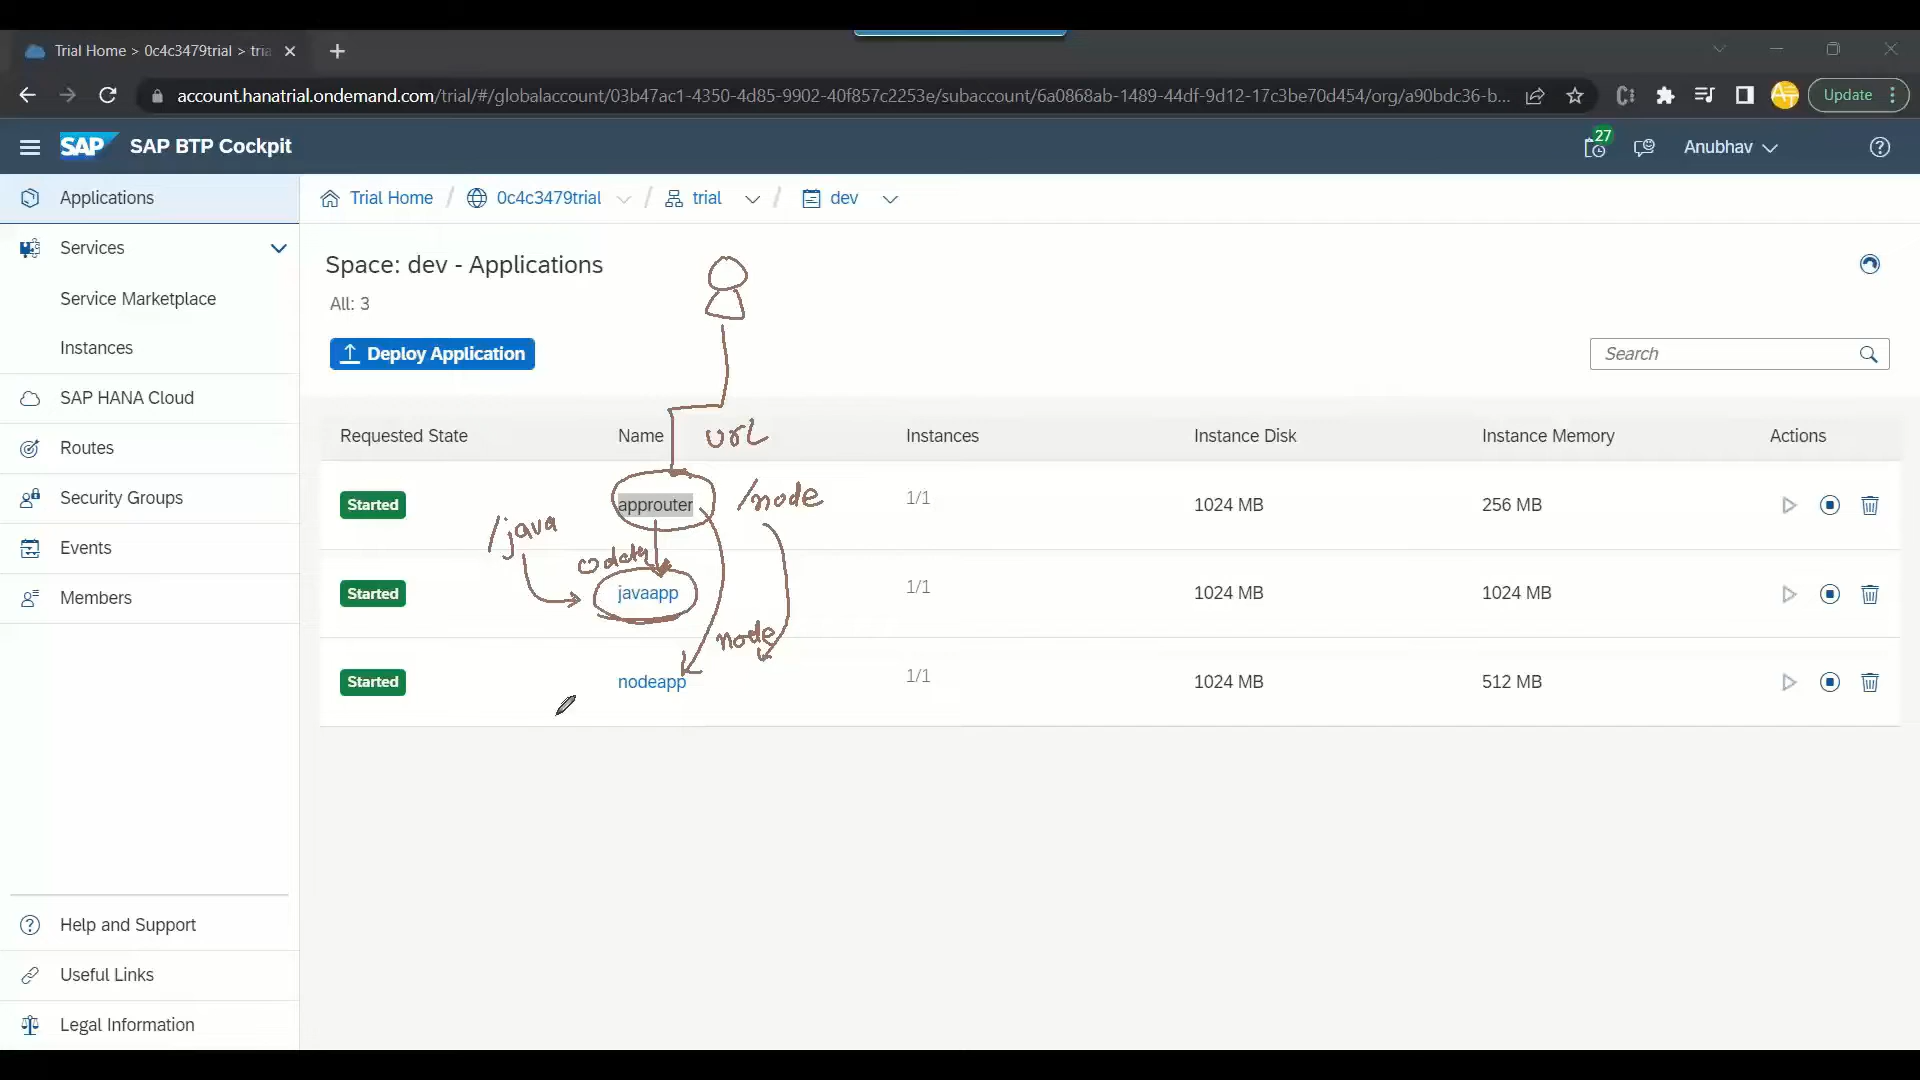 Trial Home > 0c4c3479trial > tria
account.hanatrial.ondemand.com/trial/#/globalaccount/03b47ac1-4350-4d85-9902-40f857c2253e/subaccount/6a0868ab-1489-44df-9d12-17c3be70d454/org/a90bdc36-b...
Update
SAP SAP BTP Cockpit
27
Anubhav
Applications
Services
Service Marketplace
Instances
SAP HANA Cloud
Routes
Security Groups
Events
Members
Help and Support
Useful Links
Legal Information
Trial Home / 0c4c3479trial / trial / dev
Space: dev - Applications
All: 3
Deploy Application
Search
Requested State Name url Instances Instance Disk Instance Memory Actions
Started approuter /node 1/1 1024 MB 256 MB
/java
Started javaapp 1/1 1024 MB 1024 MB
node
Started nodeapp 1/1 1024 MB 512 MB